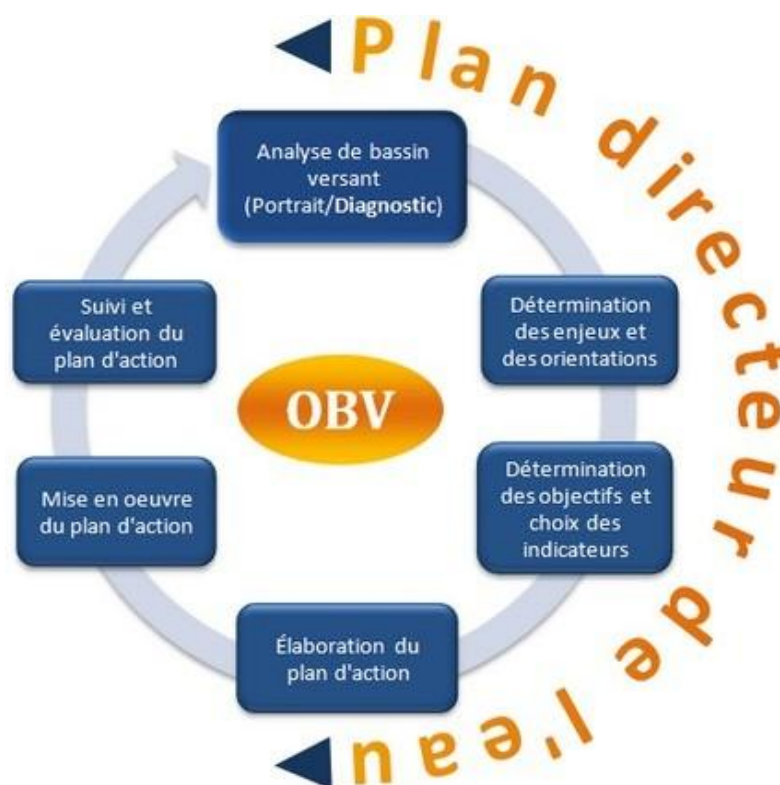 Plan directeur de l'eau
Analyse de bassin
versant
(Portrait/Diagnostic)
Détermination
des enjeux et
des orientations
Détermination
des objectifs et
choix des
indicateurs
Élaboration du
plan d'action
Mise en oeuvre
du plan d'action
Suivi et
évaluation du
plan d'action
OBV